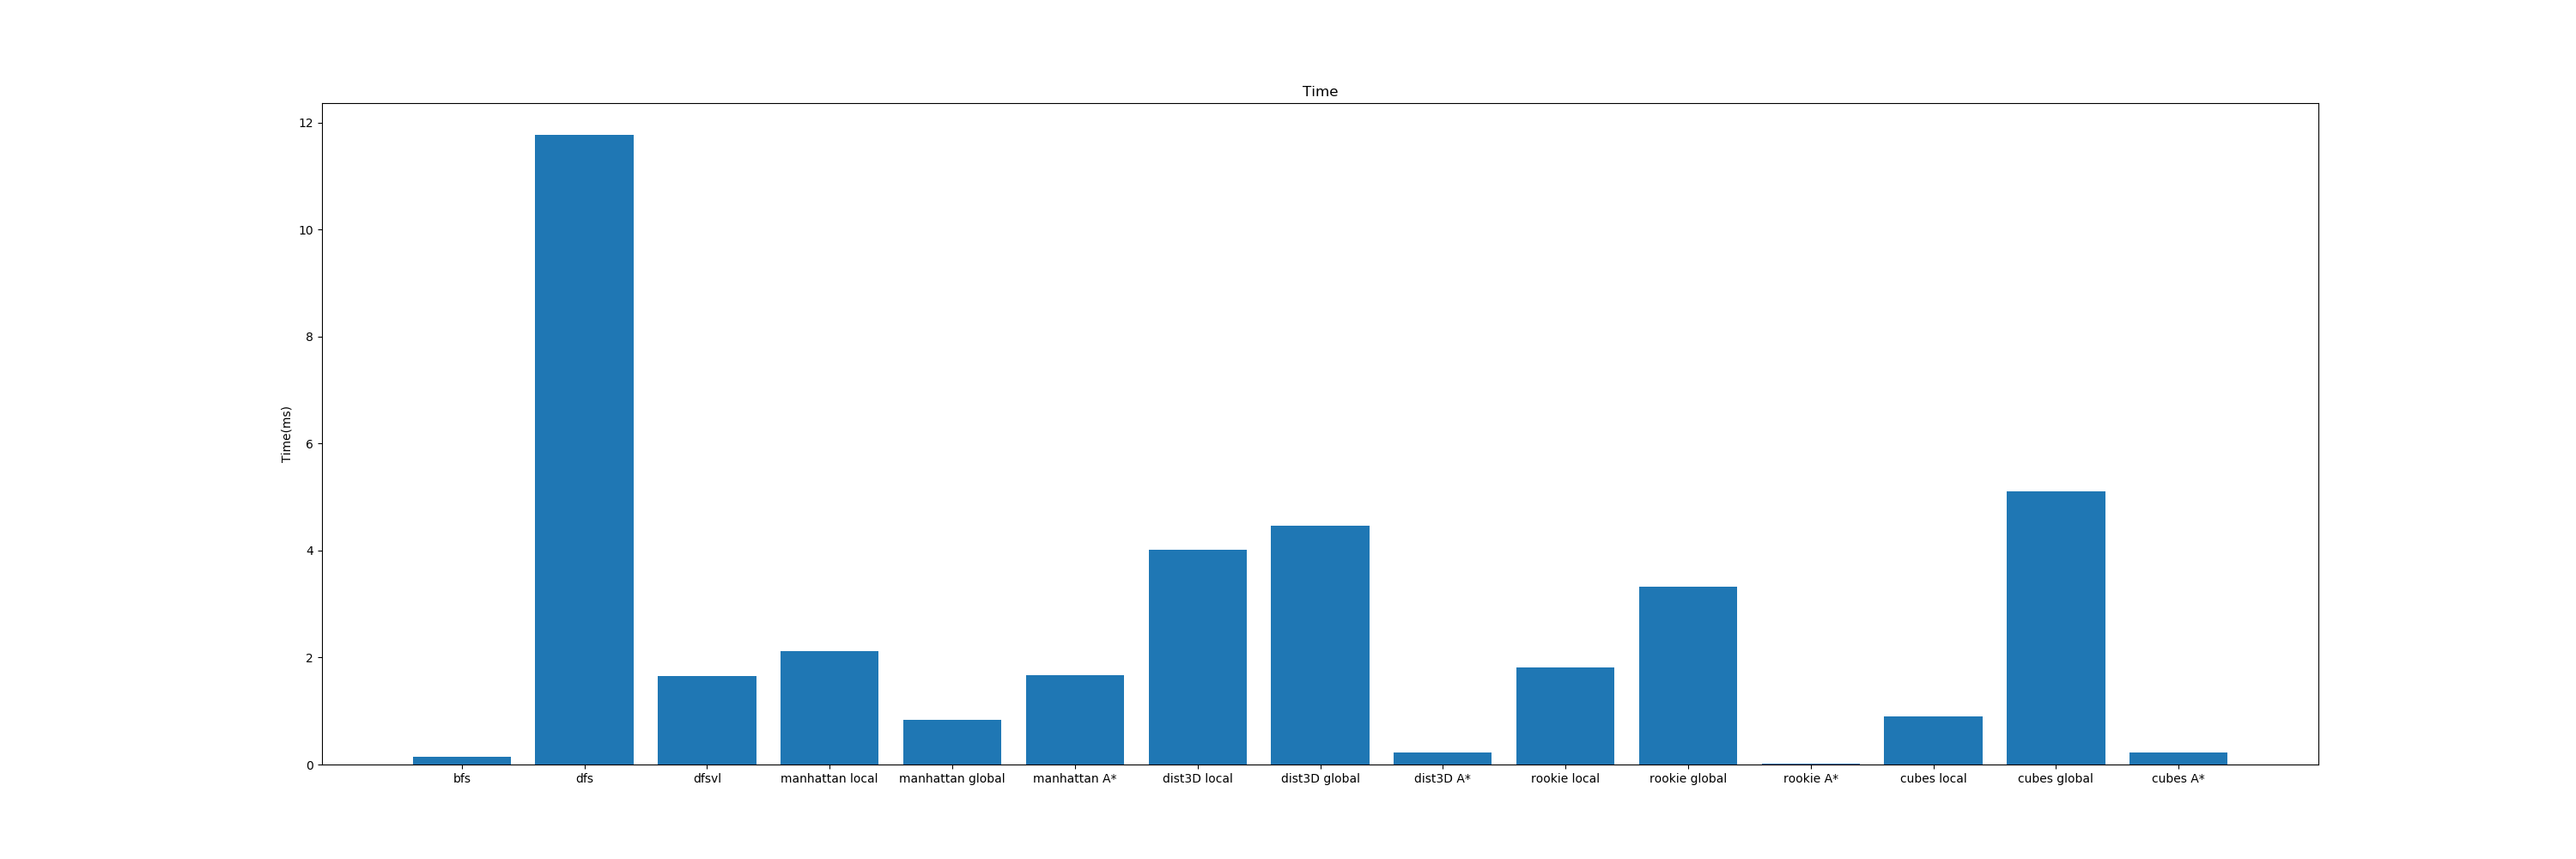 Time
12
10
8
6
4
2
0
Time(ms)
bfs dfs dfsvl manhattan local manhattan global manhattan A* dist3D local dist3D global dist3D A* rookie local rookie global rookie A* cubes local cubes global cubes A*